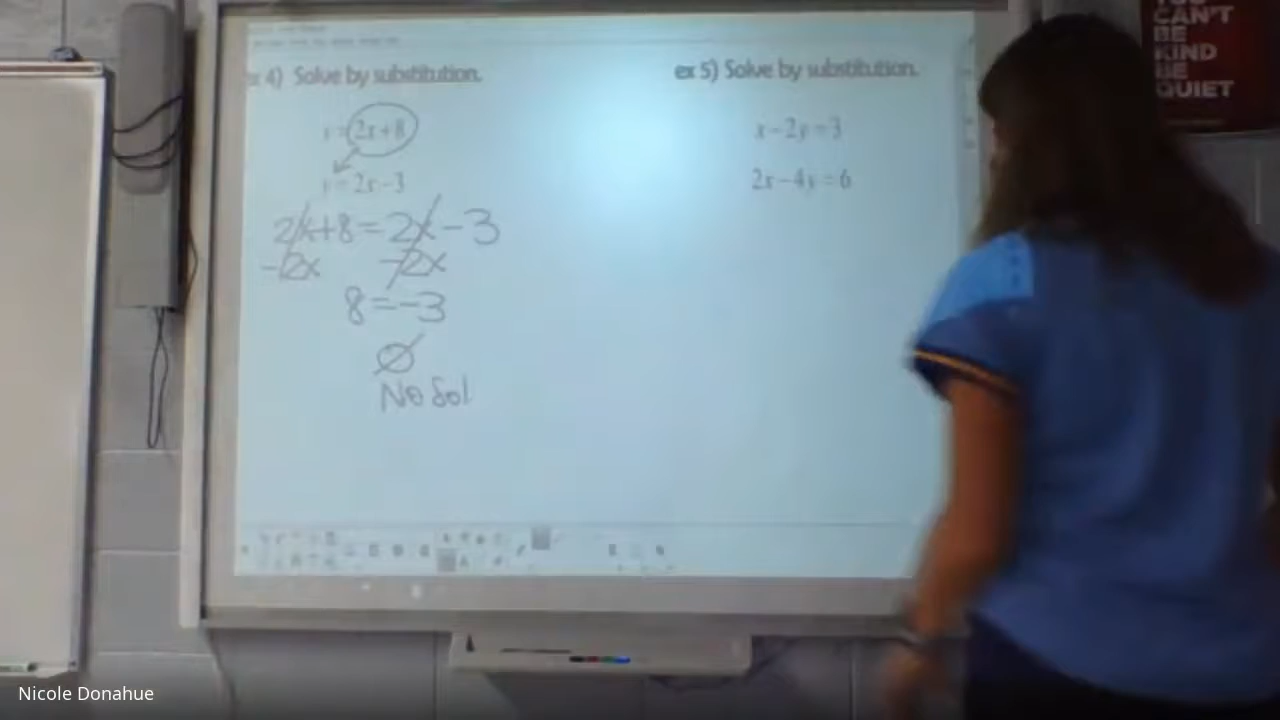 4) Solve by substitution.
y=2x+8
y=2x-3
2x+8=2x-3
-2x -2x
8=-3
∅
No Sol
ex 5) Solve by substitution.
x-2y=3
2x-4y=6
YOU
CAN'T
BE
KIND
BE
QUIET
Nicole Donahue